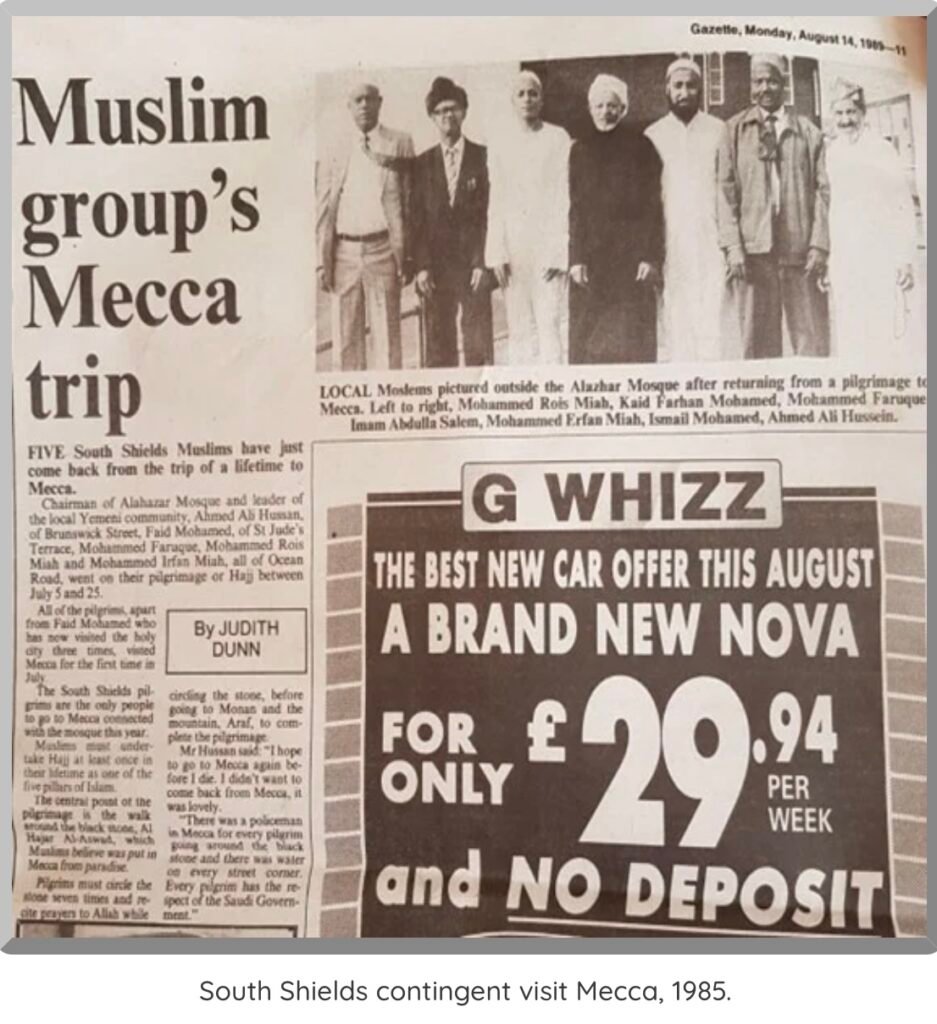 Gazette, Monday, August 14, 1989—11
Muslim
group's
Mecca
trip
LOCAL Moslems pictured outside the Alazhar Mosque after returning from a pilgrimage to
Mecca. Left to right, Mohammed Rois Miah, Kaid Farhan Mohamed, Mohammed Faruque
Imam Abdulla Salem, Mohammed Erfan Miah, Ismail Mohamed, Ahmed Ali Hussein.
FIVE South Shields Muslims have just
come back from the trip of a lifetime to
Mecca.
Chairman of Alahazar Mosque and leader of
the local Yemeni community, Ahmed Ali Hussan,
of Brunswick Street, Faid Mohamed, of St Jude's
Terrace, Mohammed Faruque, Mohammed Rois
Miah and Mohammed Irfan Miah, all of Ocean
Road, went on their pilgrimage or Hajj between
July 5 and 25.
All of the pilgrims, apart
from Faid Mohamed who
has now visited the holy
city three times, visited
Mecca for the first time in
July.
The South Shields pil-
grims are the only people
to go to Mecca connected
with the mosque this year.
Muslims must under-
take Hajj at least once in
their lifetime as one of the
five pillars of Islam.
The central point of the
pilgrimage is the walk
around the black stone, Al
Hajar Al-Aswad, which
Muslims believe was put in
Mecca from paradise.
Pilgrims must circle the
stone seven times and re-
cite prayers to Allah while
By JUDITH
DUNN
circling the stone, before
going to Monan and the
mountain, Araf, to com-
plete the pilgrimage.
Mr Hussan said: "I hope
to go to Mecca again be-
fore I die. I didn't want to
come back from Mecca, it
was lovely.
"There was a policeman
in Mecca for every pilgrim
going around the black
stone and there was water
on every street corner.
Every pilgrim has the re-
spect of the Saudi Govern-
ment."
G WHIZZ
THE BEST NEW CAR OFFER THIS AUGUST
A BRAND NEW NOVA
FOR
ONLY
£29.94
PER
WEEK
and NO DEPOSIT
South Shields contingent visit Mecca, 1985.